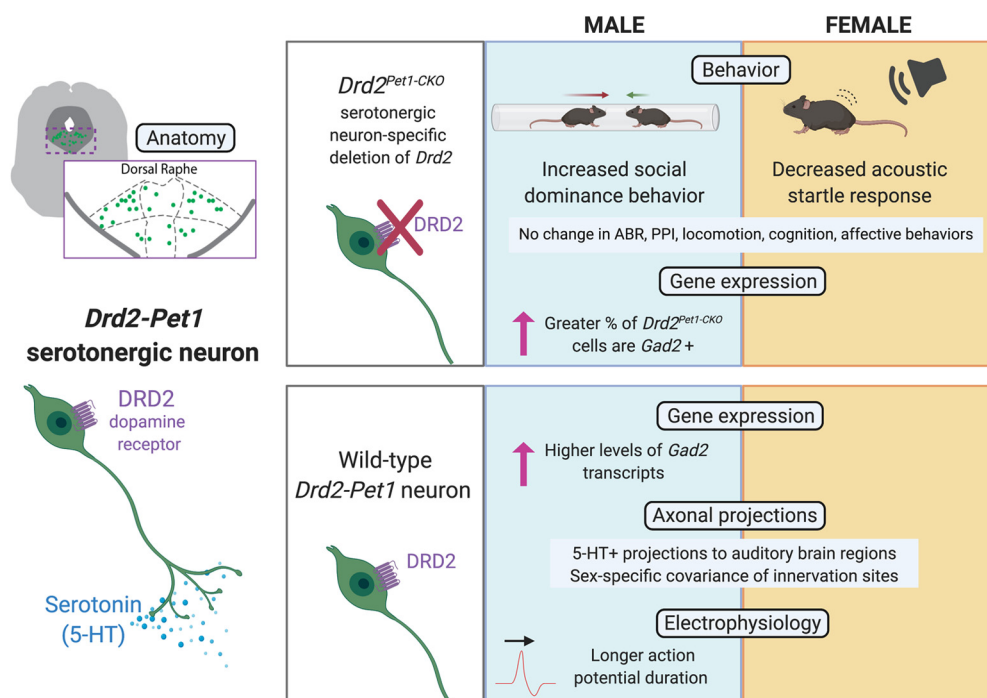 MALE
FEMALE
Anatomy
Dorsal Raphe
Drd2-Pet1
serotonergic neuron
DRD2
dopamine
receptor
Serotonin
(5-HT)
Drd2Pet1-CKO
serotonergic
neuron-specific
deletion of Drd2
DRD2
Behavior
Increased social
dominance behavior
Decreased acoustic
startle response
No change in ABR, PPI, locomotion, cognition, affective behaviors
Gene expression
Greater % of Drd2Pet1-CKO
cells are Gad2 +
Wild-type
Drd2-Pet1 neuron
DRD2
Gene expression
Higher levels of Gad2
transcripts
Axonal projections
5-HT+ projections to auditory brain regions
Sex-specific covariance of innervation sites
Electrophysiology
Longer action
potential duration